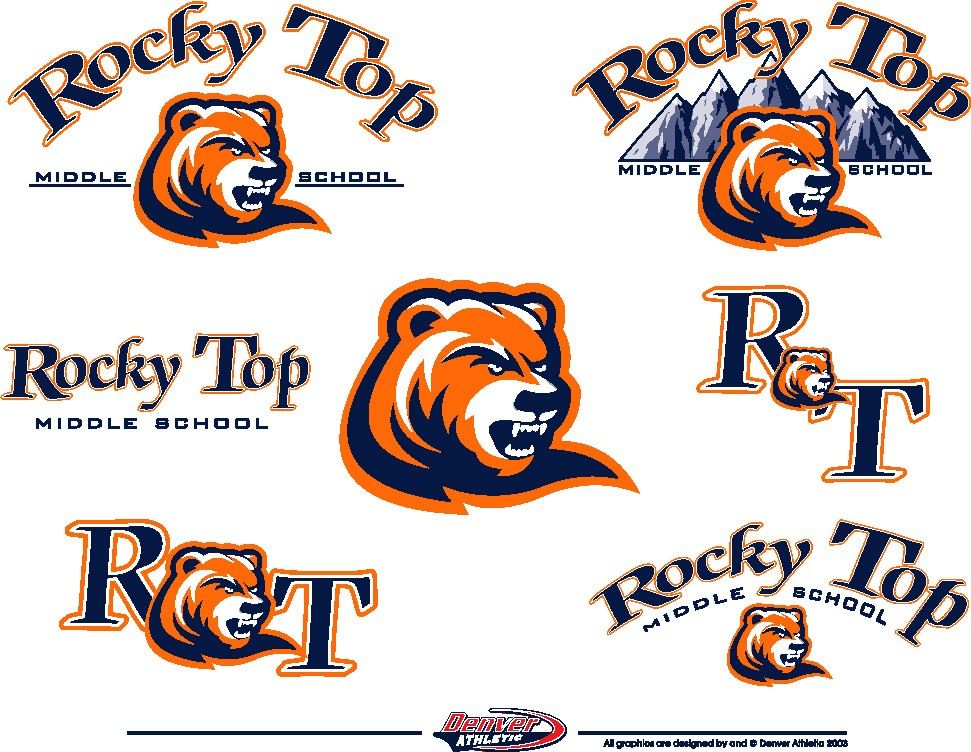 Rocky Top
MIDDLE SCHOOL
Rocky Top
MIDDLE SCHOOL
Rocky Top
MIDDLE SCHOOL
R T
R T
Rocky Top
MIDDLE SCHOOL
Denver
ATHLETIC
All graphics are designed by and © Denver Athletic 2003